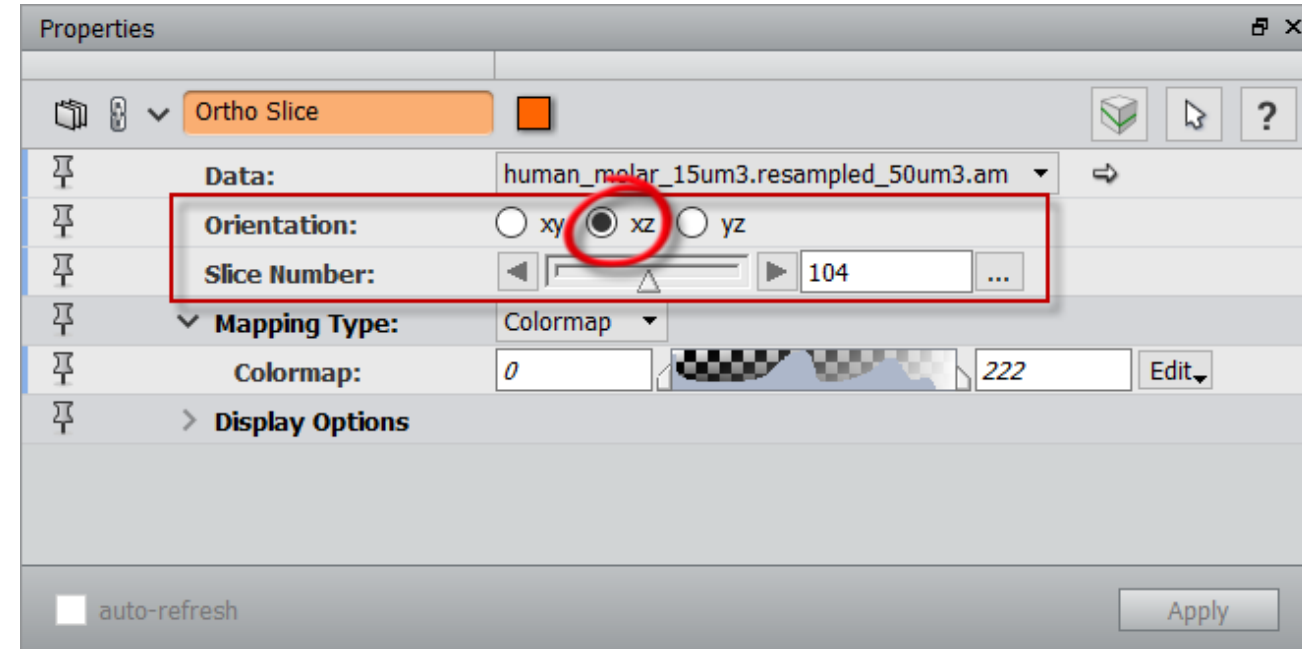 Properties
Ortho Slice ?
Data: human_molar_15um3.resampled_50um3.am
Orientation: xy xz yz
Slice Number: 104 ...
Mapping Type: Colormap
Colormap: 0 222 Edit
Display Options
auto-refresh Apply